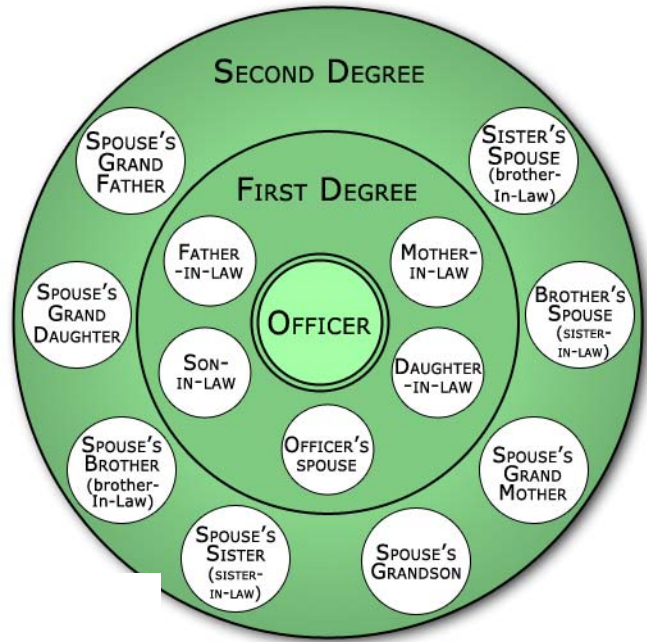 SECOND DEGREE
SPOUSE'S
GRAND
FATHER
SISTER'S
SPOUSE
(brother-
In-Law)
FIRST DEGREE
FATHER
-IN-LAW
MOTHER-
IN-LAW
OFFICER
SPOUSE'S
GRAND
DAUGHTER
BROTHER'S
SPOUSE
(SISTER-
IN-LAW)
SON-
IN-LAW
DAUGHTER
-IN-LAW
OFFICER'S
SPOUSE
SPOUSE'S
BROTHER
(brother-
In-Law)
SPOUSE'S
GRAND
MOTHER
SPOUSE'S
SISTER
(SISTER-
IN-LAW)
SPOUSE'S
GRANDSON